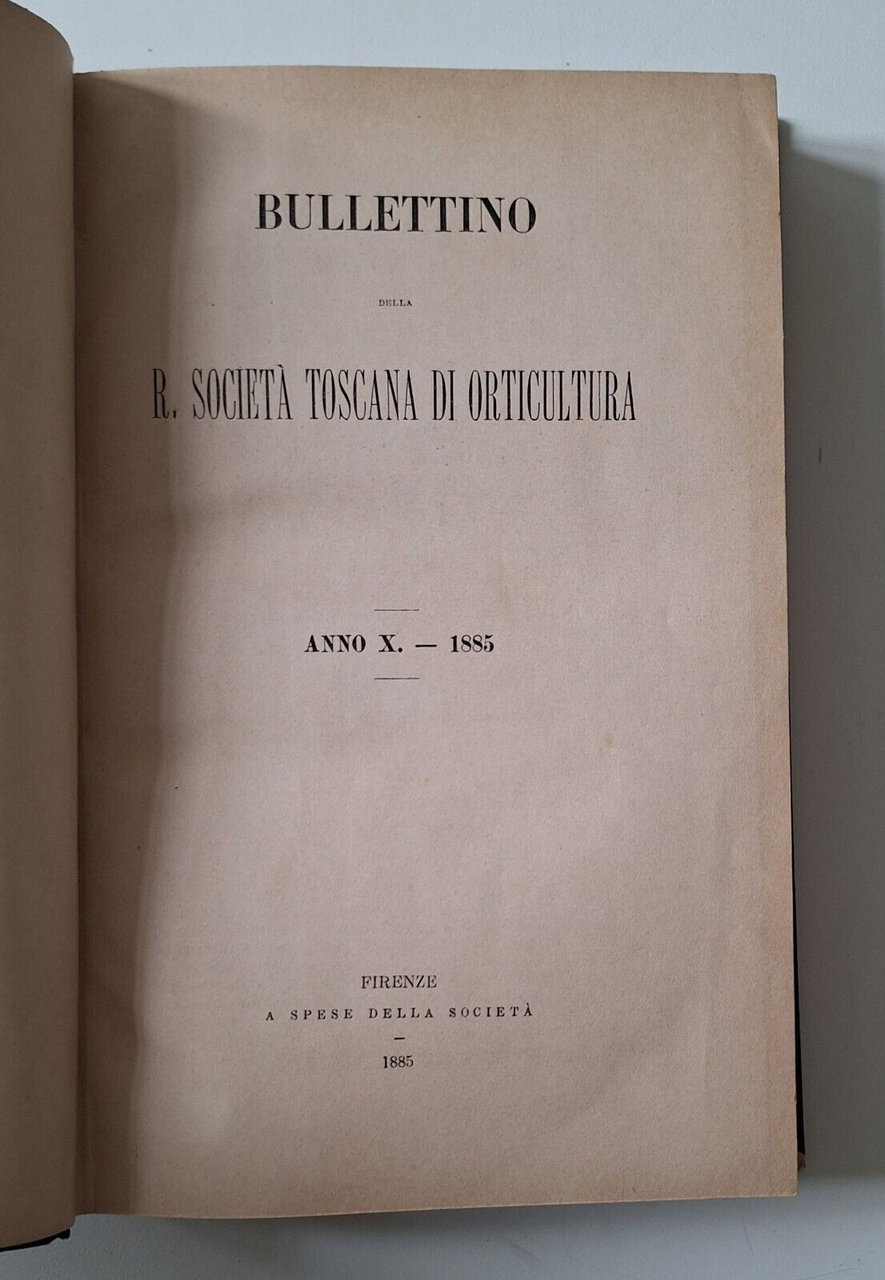 BULLETTINO
DELLA
R. SOCIETÀ TOSCANA DI ORTICULTURA
ANNO X. — 1885
FIRENZE
A SPESE DELLA SOCIETÀ
—
1885